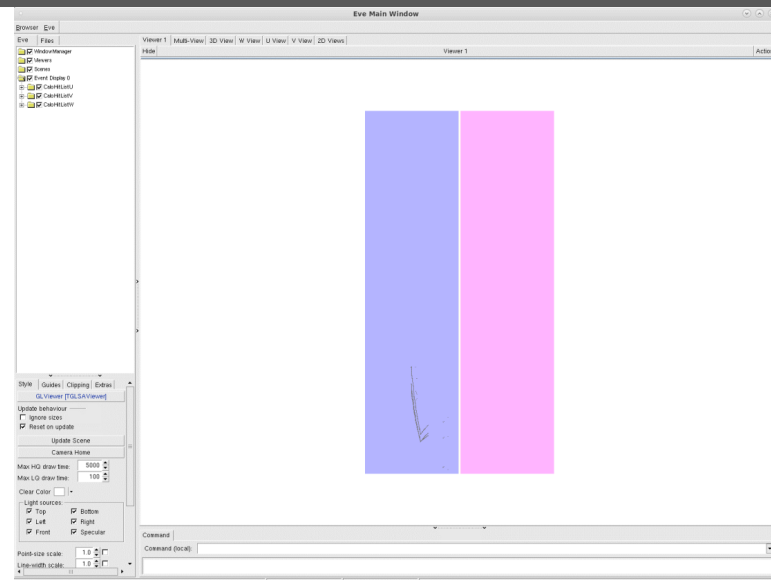 Eve Main Window
Browser Eve
Eve Files
WindowManager
Viewers
Scenes
Event Display 0
CaloHitListU
CaloHitListV
CaloHitListW
Viewer 1 Multi-View 3D View W View U View V View 2D Views
Hide Viewer 1 Action
Style Guides Clipping Extras
GLViewer [TGLSAViewer]
Update behaviour
Ignore sizes
Reset on update
Update Scene
Camera Home
Max HQ draw time: 5000
Max LQ draw time: 100
Clear Color
Light sources
Top Bottom
Left Right
Front Specular
Point-size scale: 1.0
Line-width scale: 1.0
Command
Command (local):